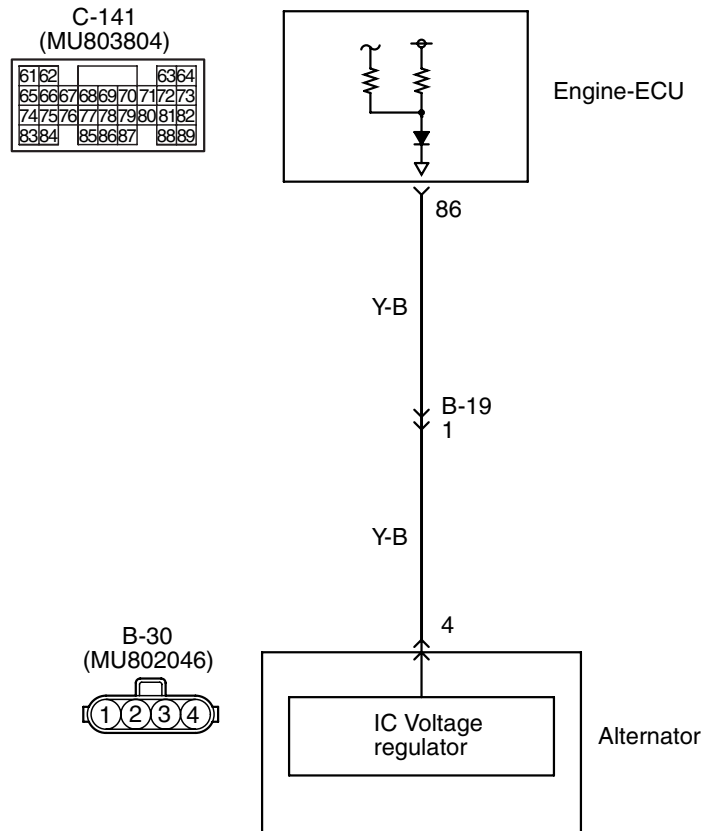 C-141
(MU803804)
61 62 63 64
65 66 67 68 69 70 71 72 73
74 75 76 77 78 79 80 81 82
83 84 85 86 87 88 89
Engine-ECU
86
Y-B
B-19
1
Y-B
4
B-30
(MU802046)
1 2 3 4
IC Voltage
regulator
Alternator